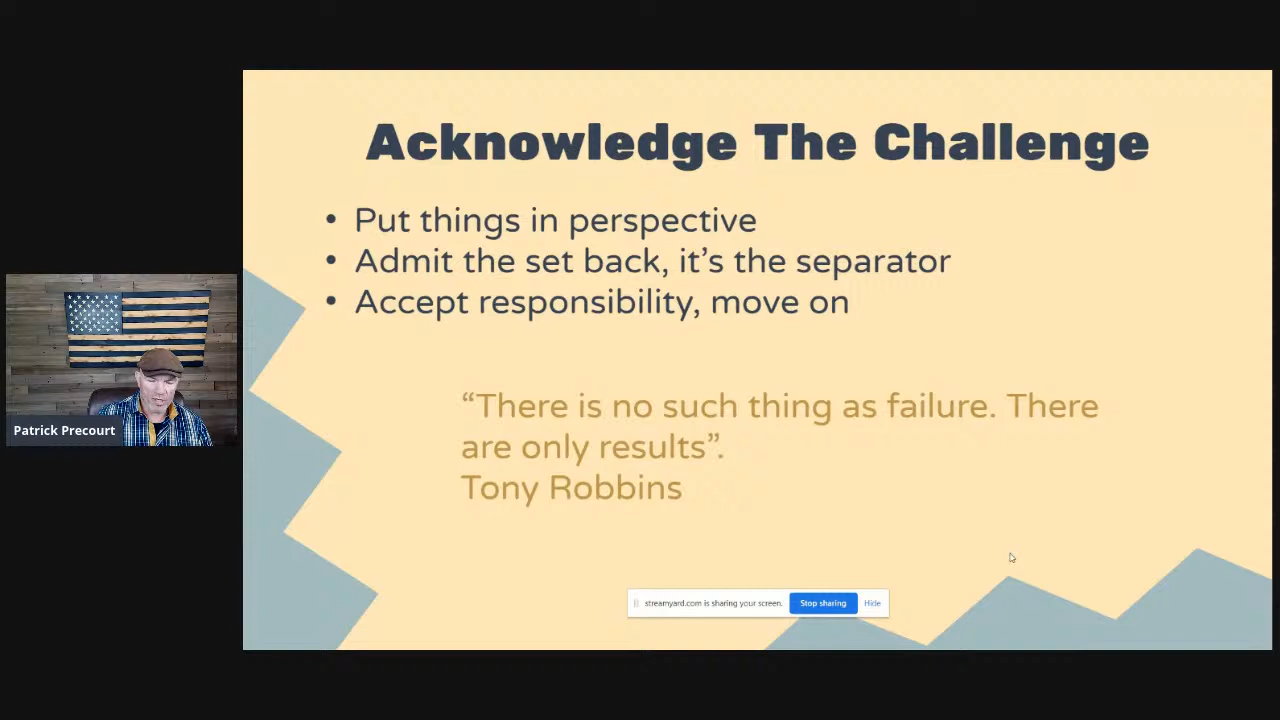 Acknowledge The Challenge
• Put things in perspective
• Admit the set back, it’s the separator
• Accept responsibility, move on
“There is no such thing as failure. There
are only results”.
Tony Robbins
Patrick Precourt
streamyard.com is sharing your screen. Stop sharing Hide